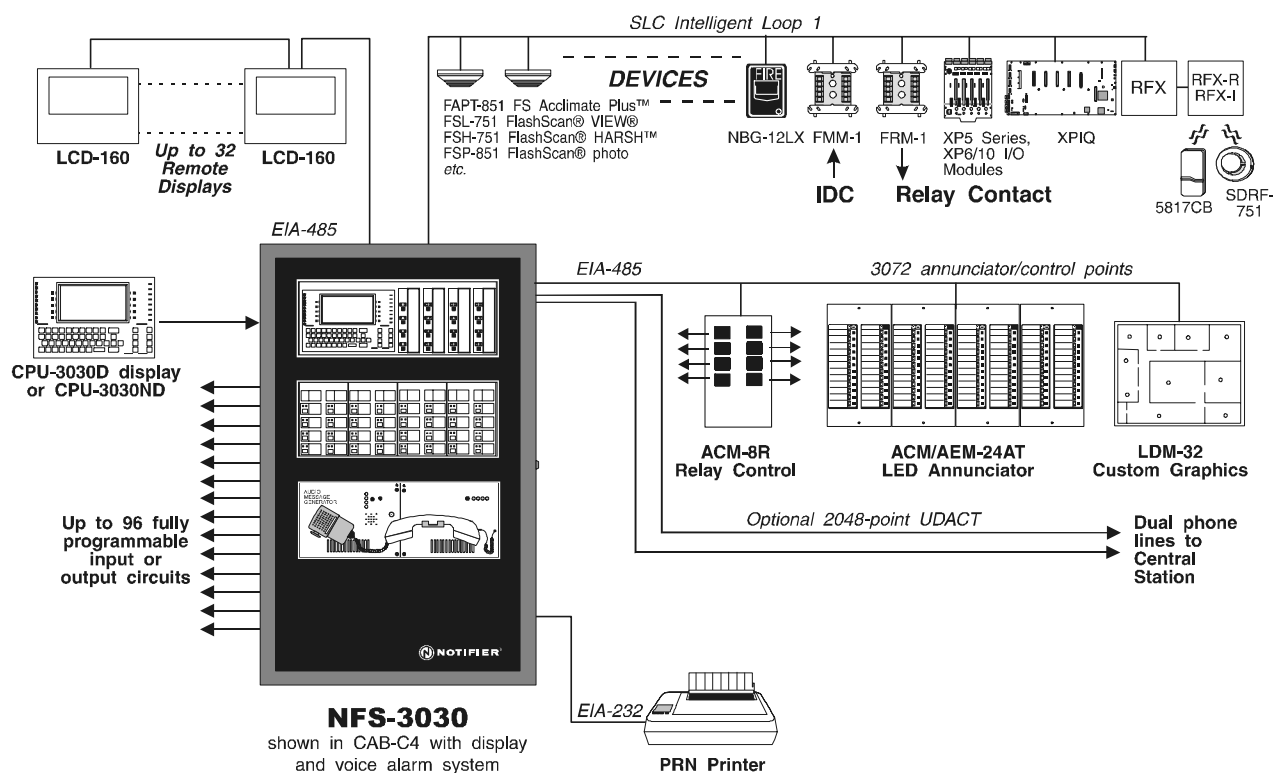 SLC Intelligent Loop 1
LCD-160
Up to 32
Remote
Displays
LCD-160
DEVICES
FAPT-851 FS Acclimate Plus™
FSL-751 FlashScan® VIEW®
FSH-751 FlashScan® HARSH™
FSP-851 FlashScan® photo
etc.
FIRE
NBG-12LX
FMM-1
IDC
FRM-1
Relay Contact
XP5 Series,
XP6/10 I/O
Modules
XPIQ
RFX
RFX-R
RFX-I
5817CB
SDRF-
751
EIA-485
EIA-485
3072 annunciator/control points
CPU-3030D display
or CPU-3030ND
ACM-8R
Relay Control
ACM/AEM-24AT
LED Annunciator
LDM-32
Custom Graphics
AUDIO
MESSAGE
GENERATOR
Up to 96 fully
programmable
input or
output circuits
Optional 2048-point UDACT
Dual phone
lines to
Central
Station
N NOTIFIER®
NFS-3030
shown in CAB-C4 with display
and voice alarm system
EIA-232
PRN Printer